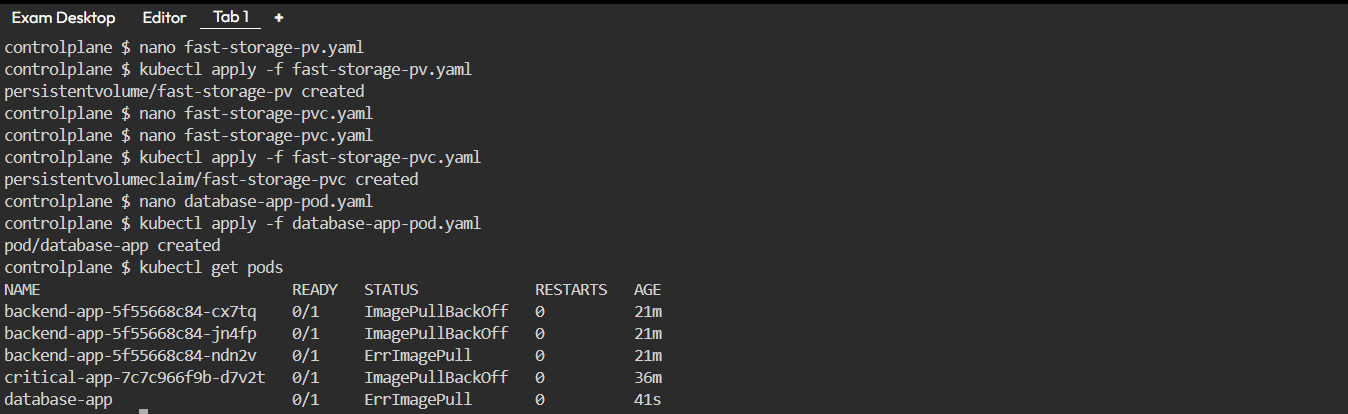 Exam Desktop Editor Tab 1 +
controlplane $ nano fast-storage-pv.yaml
controlplane $ kubectl apply -f fast-storage-pv.yaml
persistentvolume/fast-storage-pv created
controlplane $ nano fast-storage-pvc.yaml
controlplane $ nano fast-storage-pvc.yaml
controlplane $ kubectl apply -f fast-storage-pvc.yaml
persistentvolumeclaim/fast-storage-pvc created
controlplane $ nano database-app-pod.yaml
controlplane $ kubectl apply -f database-app-pod.yaml
pod/database-app created
controlplane $ kubectl get pods
NAME READY STATUS RESTARTS AGE
backend-app-5f55668c84-cx7tq 0/1 ImagePullBackOff 0 21m
backend-app-5f55668c84-jn4fp 0/1 ImagePullBackOff 0 21m
backend-app-5f55668c84-ndn2v 0/1 ErrImagePull 0 21m
critical-app-7c7c966f9b-d7v2t 0/1 ImagePullBackOff 0 36m
database-app 0/1 ErrImagePull 0 41s